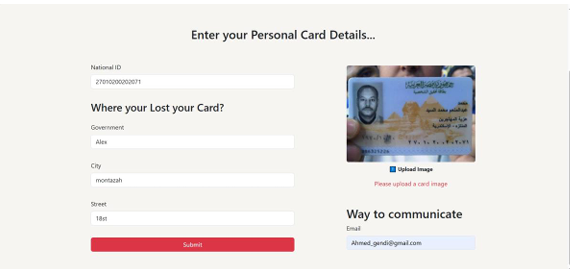 Enter your Personal Card Details...
National ID
27010200202071
Where your Lost your Card?
Government
Alex
City
montazah
Street
18st
Submit
Upload Image
Please upload a card image
Way to communicate
Email
Ahmed_gendi@gmail.com